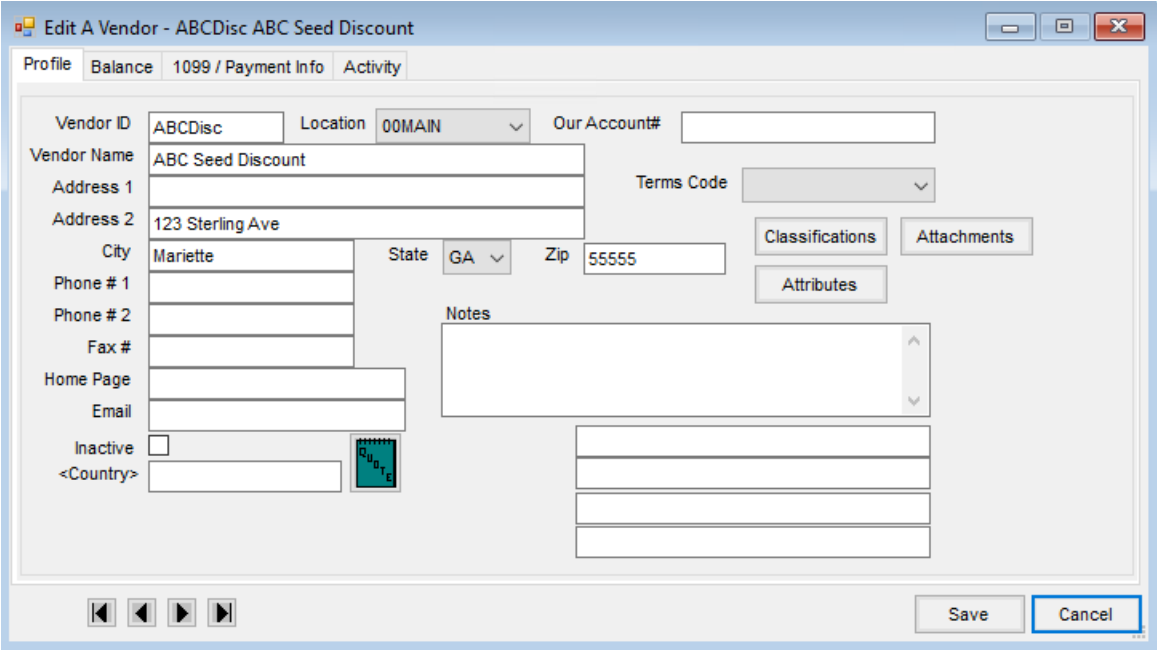 Edit A Vendor - ABCDisc ABC Seed Discount
Profile Balance 1099 / Payment Info Activity
Vendor ID ABCDisc Location 00MAIN Our Account#
Vendor Name ABC Seed Discount
Address 1 Terms Code
Address 2 123 Sterling Ave
Classifications Attachments
City Mariette State GA Zip 55555
Phone # 1 Attributes
Phone # 2 Notes
Fax #
Home Page
Email
Inactive
QUOTE
<Country>
Save Cancel